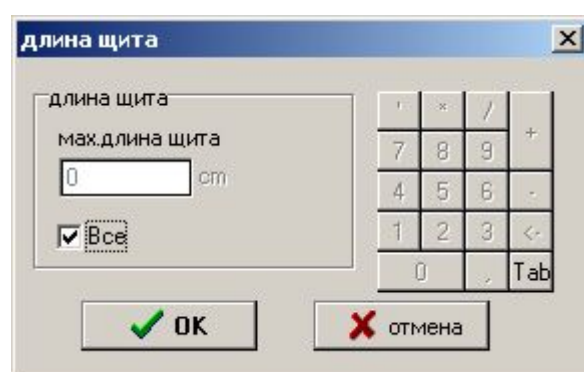 длина щита
длина щита
мах.длина щита
0 cm
Все
' * / +
7 8 9
4 5 6 -
1 2 3 <-
0 , Tab
OK
отмена